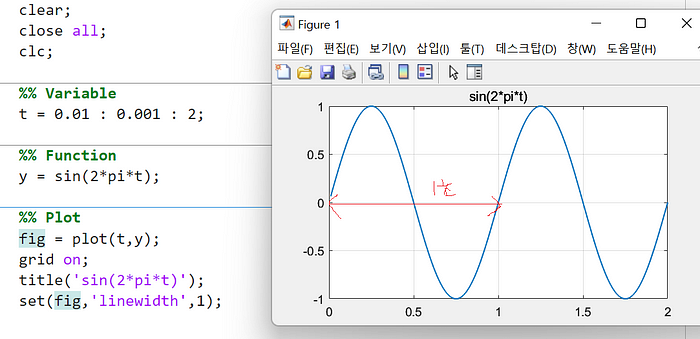 clear;
close all;
clc;
%% Variable
t = 0.01 : 0.001 : 2;
%% Function
y = sin(2*pi*t);
%% Plot
fig = plot(t,y);
grid on;
title('sin(2*pi*t)');
set(fig,'linewidth',1);
Figure 1
파일(F) 편집(E) 보기(V) 삽입(I) 툴(T) 데스크탑(D) 창(W) 도움말(H)
sin(2*pi*t)
1
0.5
0
-0.5
-1
1초
0 0.5 1 1.5 2